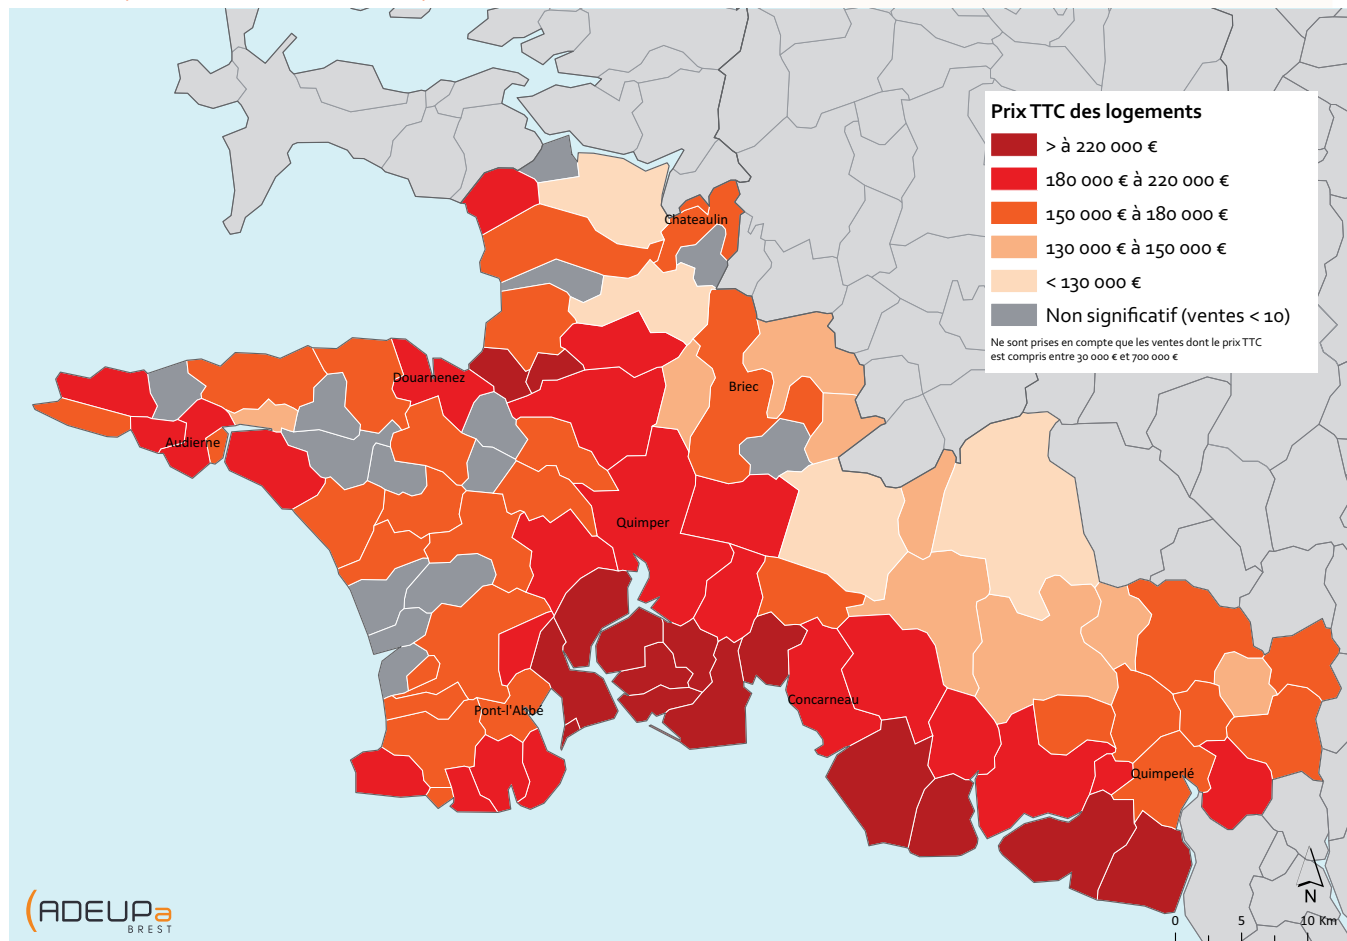 Prix TTC des logements
> à 220 000 €
180 000 € à 220 000 €
150 000 € à 180 000 €
130 000 € à 150 000 €
< 130 000 €
Non significatif (ventes < 10)
Ne sont prises en compte que les ventes dont le prix TTC
est compris entre 30 000 € et 700 000 €
Chateaulin
Douarnenez
Briec
Audierne
Quimper
Concarneau
Pont-l'Abbé
Quimperlé
N
0 5 10 Km
ADEUPa
BREST